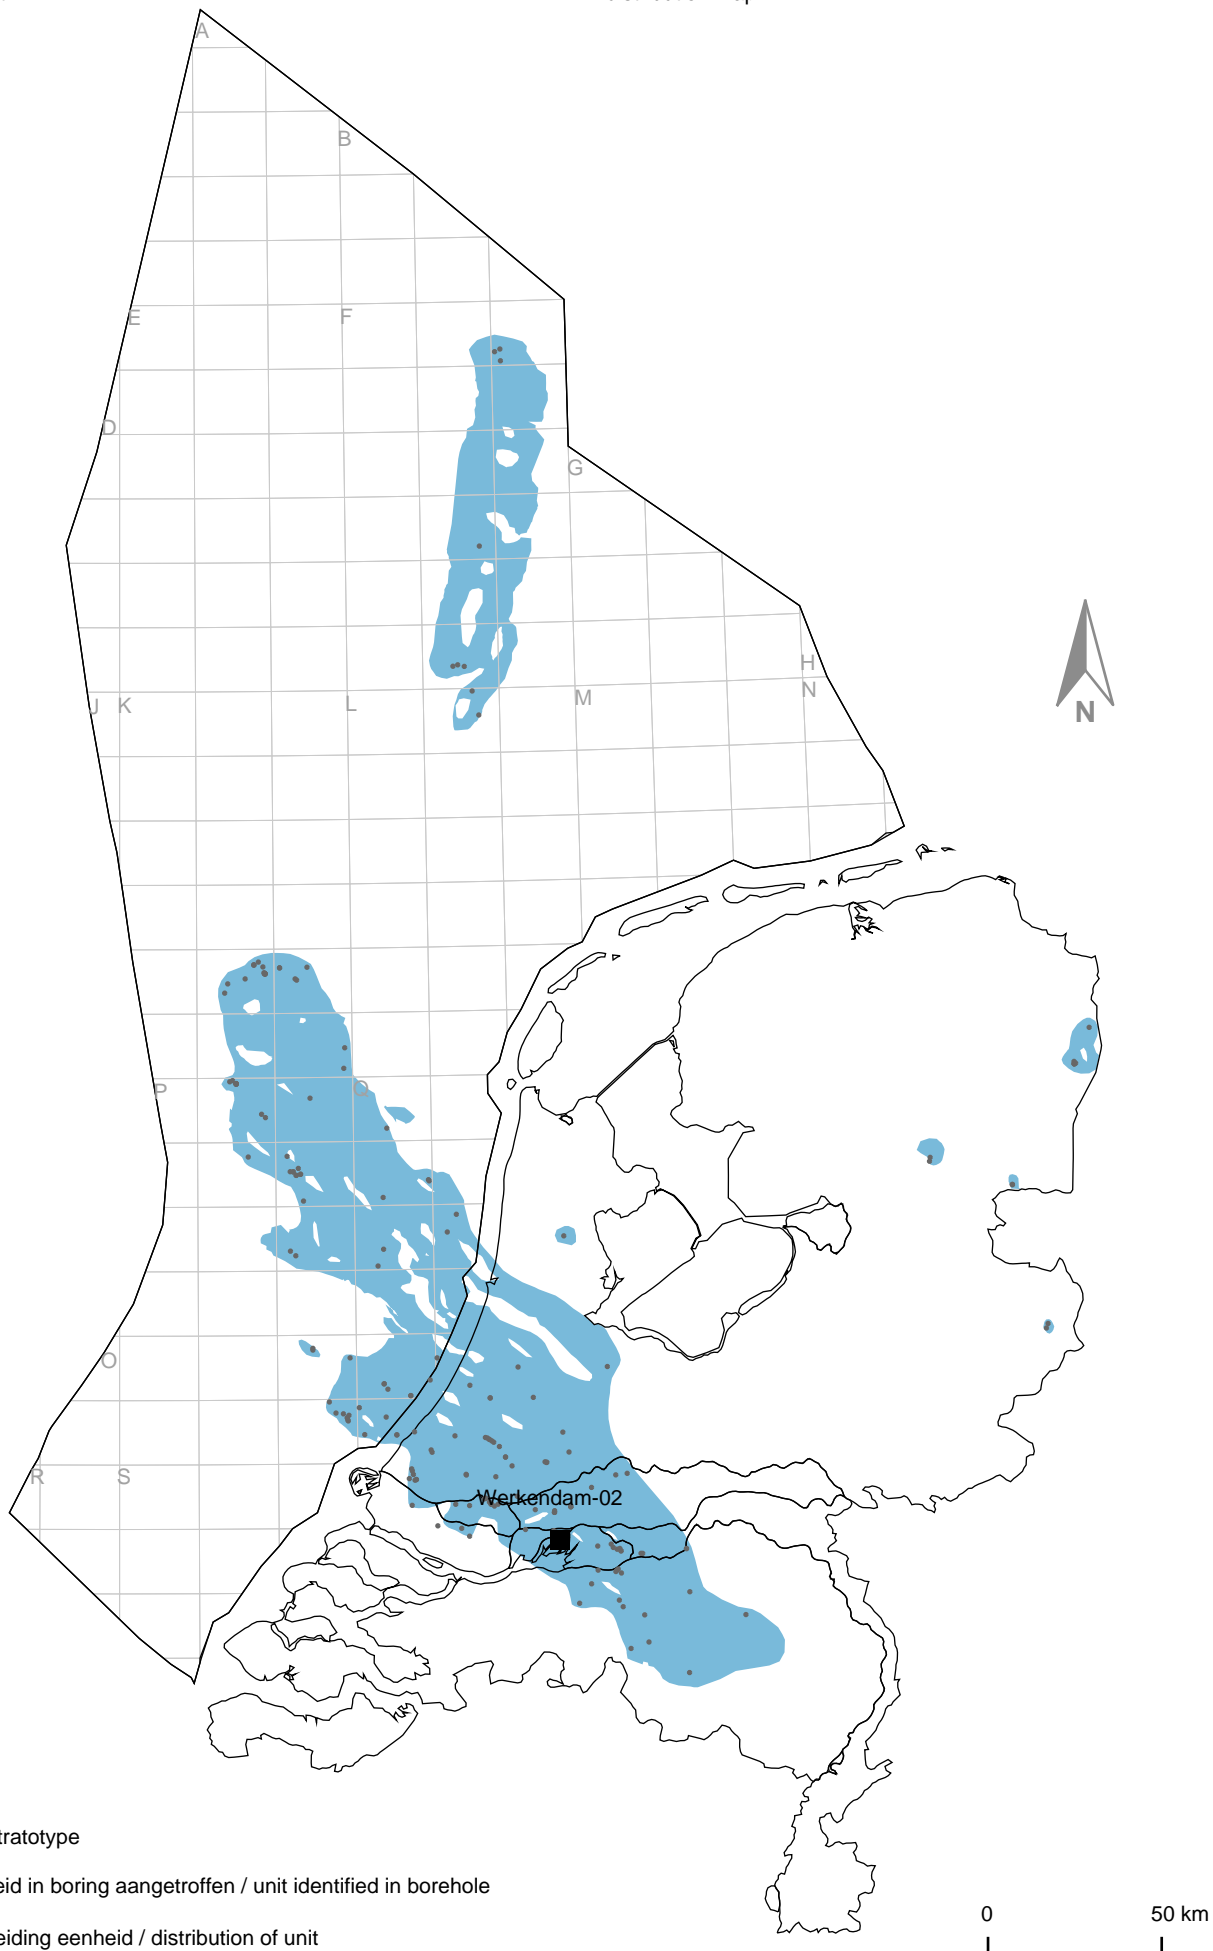 A
B
E
F
D
G
H
N
J
K
L
M
N
P
Q
O
R
S
Werkendam-02
tratotype
eid in boring aangetroffen / unit identified in borehole
eiding eenheid / distribution of unit
0
50 km